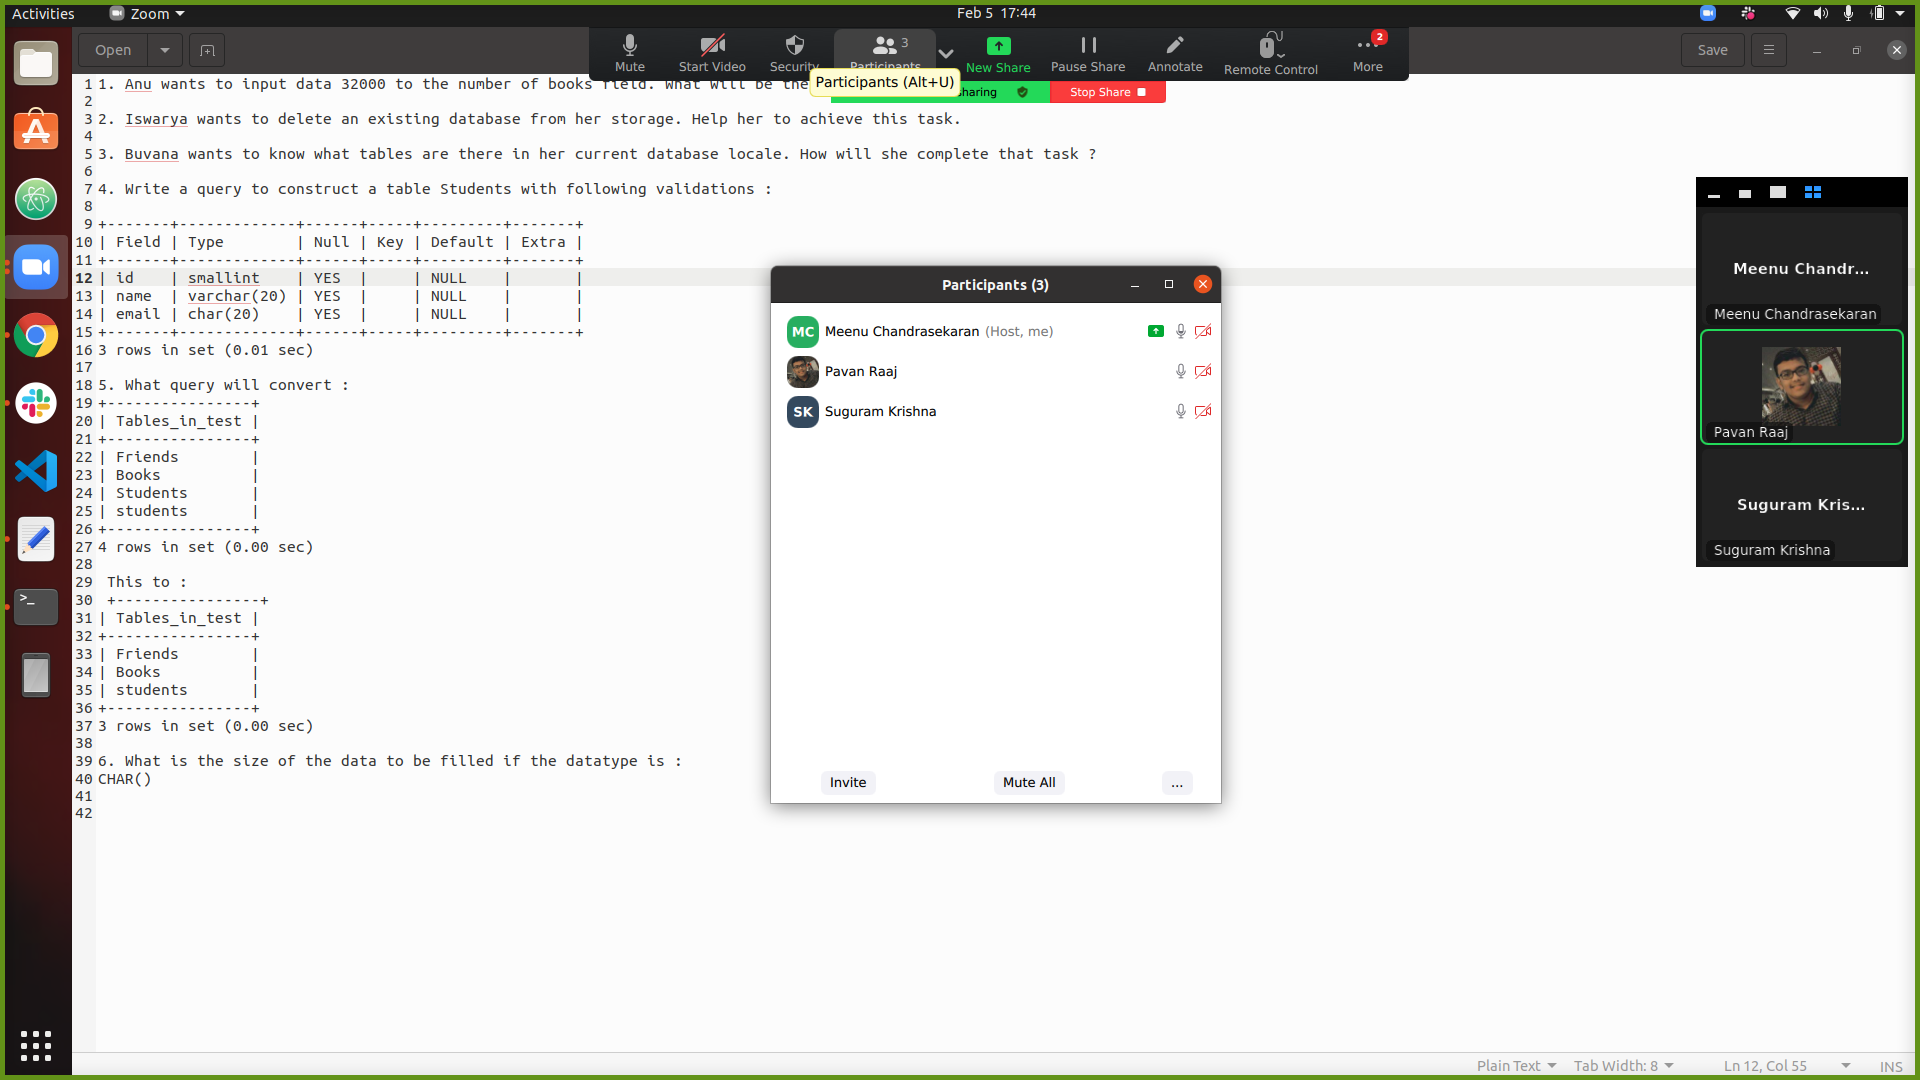 Activities
Zoom
Feb 5 17:44
Open
Mute
Start Video
Security
Participants
3
New Share
Pause Share
Annotate
Remote Control
More
2
Save
Participants (Alt+U)
Stop Share
1 1. Anu wants to input data 32000 to the number of books field. What will be the
2
3 2. Iswarya wants to delete an existing database from her storage. Help her to achieve this task.
4
5 3. Buvana wants to know what tables are there in her current database locale. How will she complete that task ?
6
7 4. Write a query to construct a table Students with following validations :
8
9 +-------+-------------+------+-----+---------+-------+
10 | Field | Type        | Null | Key | Default | Extra |
11 +-------+-------------+------+-----+---------+-------+
12 | id    | smallint    | YES  |     | NULL    |       |
13 | name  | varchar(20) | YES  |     | NULL    |       |
14 | email | char(20)    | YES  |     | NULL    |       |
15 +-------+-------------+------+-----+---------+-------+
16 3 rows in set (0.01 sec)
17
18 5. What query will convert :
19 +----------------+
20 | Tables_in_test |
21 +----------------+
22 | Friends        |
23 | Books          |
24 | Students       |
25 | students       |
26 +----------------+
27 4 rows in set (0.00 sec)
28
29  This to :
30  +----------------+
31 | Tables_in_test |
32 +----------------+
33 | Friends        |
34 | Books          |
35 | students       |
36 +----------------+
37 3 rows in set (0.00 sec)
38
39 6. What is the size of the data to be filled if the datatype is :
40 CHAR()
41
42
Participants (3)
MC Meenu Chandrasekaran (Host, me)
Pavan Raaj
SK Suguram Krishna
Invite
Mute All
...
Meenu Chandr...
Meenu Chandrasekaran
Pavan Raaj
Suguram Kris...
Suguram Krishna
Plain Text
Tab Width: 8
Ln 12, Col 55
INS